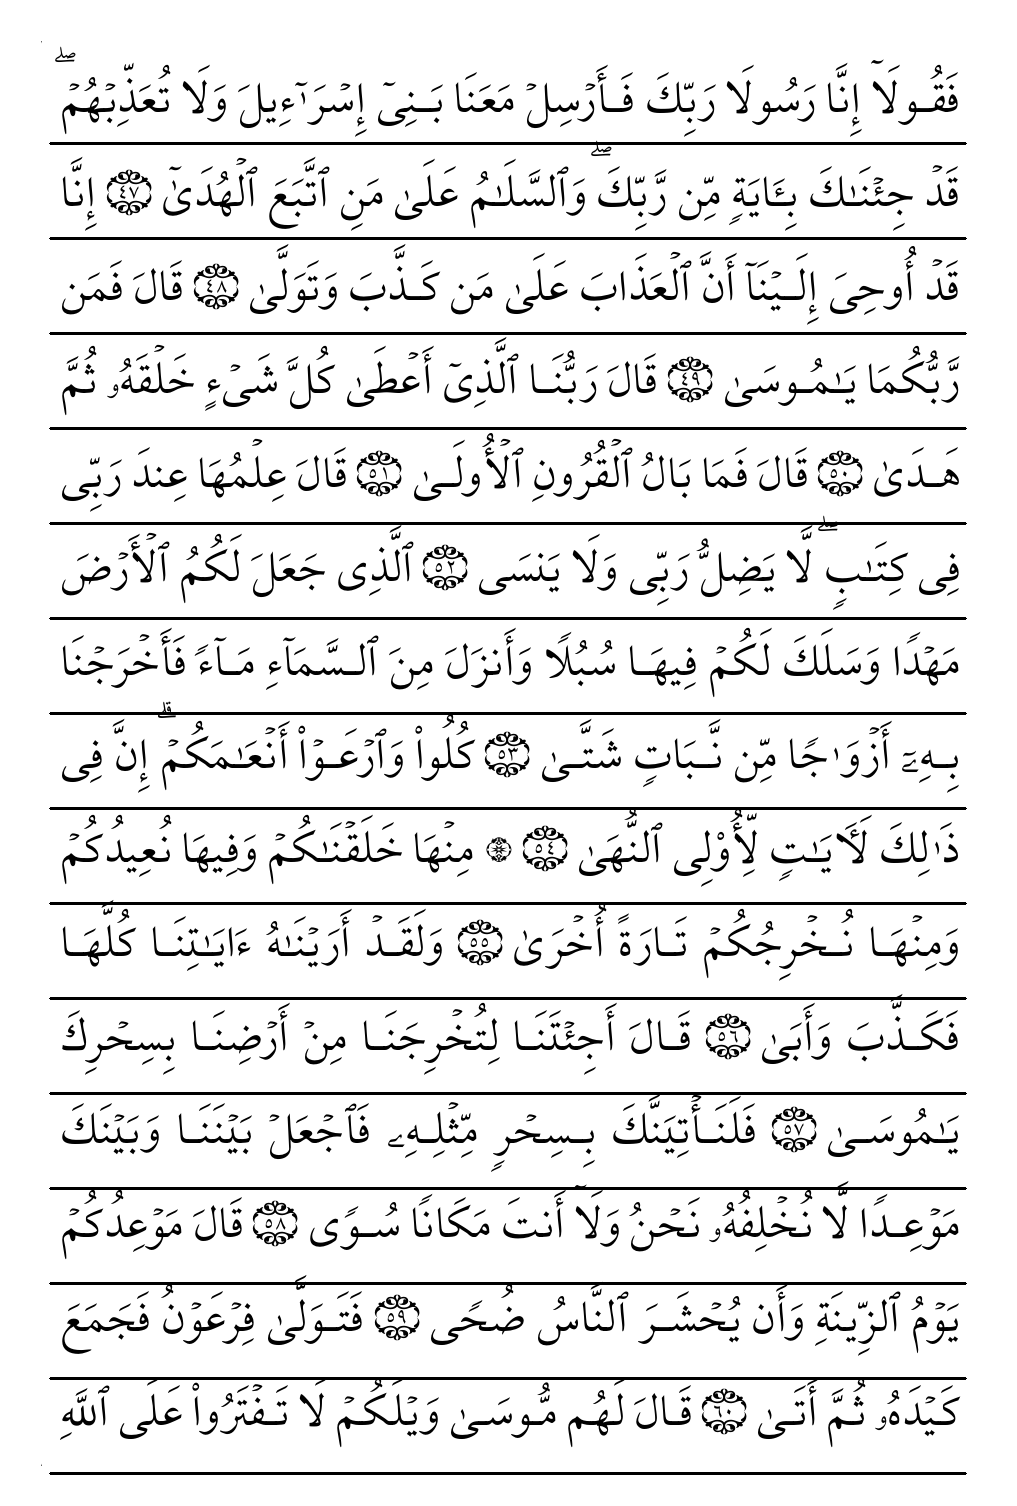 فَقُولَآ إِنَّا رَسُولَا رَبِّكَ فَأَرۡسِلۡ مَعَنَا بَنِىٓ إِسۡرَٰٓءِيلَ وَلَا تُعَذِّبۡهُمۡۖ
قَدۡ جِئۡنَٰكَ بِـَٔايَةٍ مِّن رَّبِّكَۖ وَٱلسَّلَٰمُ عَلَىٰ مَنِ ٱتَّبَعَ ٱلۡهُدَىٰٓ ٤٧ إِنَّا
قَدۡ أُوحِىَ إِلَيۡنَآ أَنَّ ٱلۡعَذَابَ عَلَىٰ مَن كَذَّبَ وَتَوَلَّىٰ ٤٨ قَالَ فَمَن
رَّبُّكُمَا يَٰمُوسَىٰ ٤٩ قَالَ رَبُّنَا ٱلَّذِىٓ أَعۡطَىٰ كُلَّ شَىۡءٍ خَلۡقَهُۥ ثُمَّ
هَدَىٰ ٥٠ قَالَ فَمَا بَالُ ٱلۡقُرُونِ ٱلۡأُولَىٰ ٥١ قَالَ عِلۡمُهَا عِندَ رَبِّى
فِى كِتَٰبٍۖ لَّا يَضِلُّ رَبِّى وَلَا يَنسَى ٥٢ ٱلَّذِى جَعَلَ لَكُمُ ٱلۡأَرۡضَ
مَهۡدًا وَسَلَكَ لَكُمۡ فِيهَا سُبُلًا وَأَنزَلَ مِنَ ٱلسَّمَآءِ مَآءً فَأَخۡرَجۡنَا
بِهِۦٓ أَزۡوَٰجًا مِّن نَّبَاتٍ شَتَّىٰ ٥٣ كُلُواْ وَٱرۡعَوۡاْ أَنۡعَٰمَكُمۡۗ إِنَّ فِى
ذَٰلِكَ لَأٓيَٰتٍ لِّأُوْلِى ٱلنُّهَىٰ ٥٤ ۞ مِنۡهَا خَلَقۡنَٰكُمۡ وَفِيهَا نُعِيدُكُمۡ
وَمِنۡهَا نُخۡرِجُكُمۡ تَارَةً أُخۡرَىٰ ٥٥ وَلَقَدۡ أَرَيۡنَٰهُ ءَايَٰتِنَا كُلَّهَا
فَكَذَّبَ وَأَبَىٰ ٥٦ قَالَ أَجِئۡتَنَا لِتُخۡرِجَنَا مِنۡ أَرۡضِنَا بِسِحۡرِكَ
يَٰمُوسَىٰ ٥٧ فَلَنَأۡتِيَنَّكَ بِسِحۡرٍ مِّثۡلِهِۦ فَٱجۡعَلۡ بَيۡنَنَا وَبَيۡنَكَ
مَوۡعِدًا لَّا نُخۡلِفُهُۥ نَحۡنُ وَلَآ أَنتَ مَكَانًا سُوًى ٥٨ قَالَ مَوۡعِدُكُمۡ
يَوۡمُ ٱلزِّينَةِ وَأَن يُحۡشَرَ ٱلنَّاسُ ضُحًى ٥٩ فَتَوَلَّىٰ فِرۡعَوۡنُ فَجَمَعَ
كَيۡدَهُۥ ثُمَّ أَتَىٰ ٦٠ قَالَ لَهُم مُّوسَىٰ وَيۡلَكُمۡ لَا تَفۡتَرُواْ عَلَى ٱللَّهِ